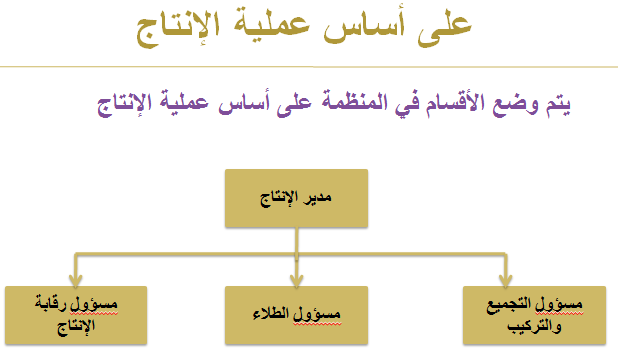 على أساس عملية الإنتاج
يتم وضع الأقسام في المنظمة على أساس عملية الإنتاج
مدير الإنتاج
مسؤول التجميع
والتركيب
مسؤول الطلاء
مسؤول رقابة
الإنتاج